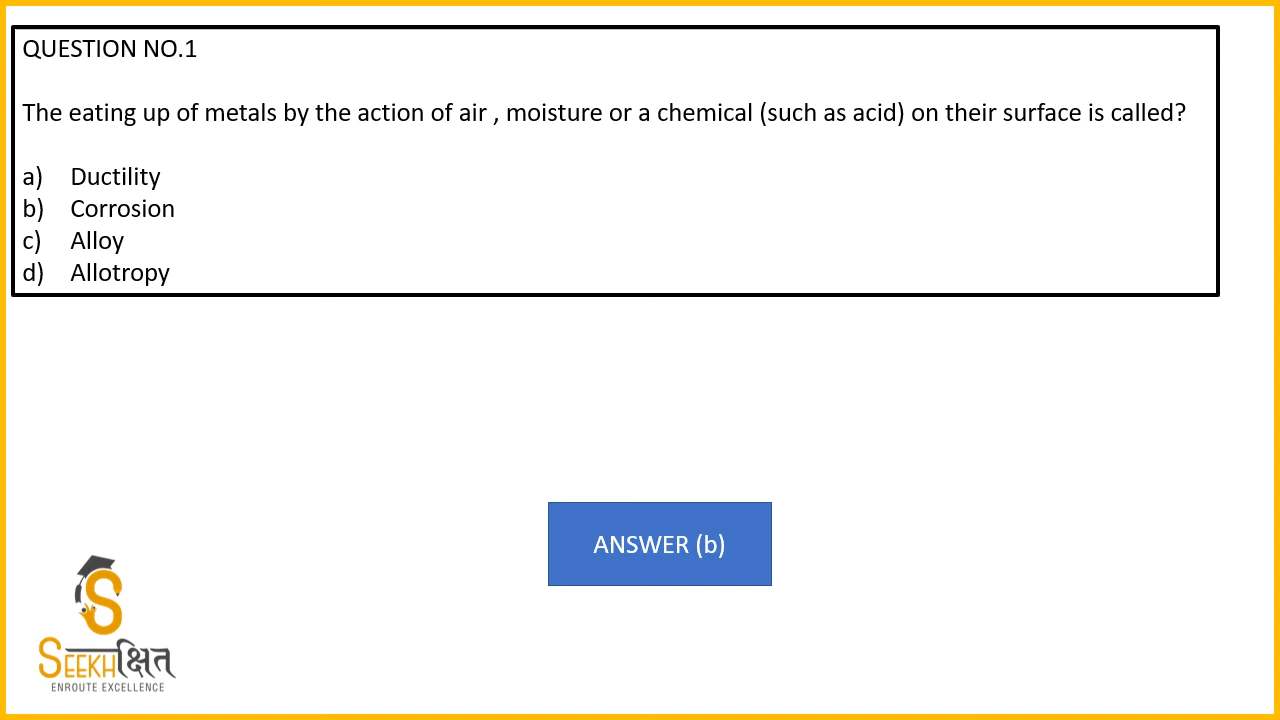 QUESTION NO.1
The eating up of metals by the action of air , moisture or a chemical (such as acid) on their surface is called?
a) Ductility
b) Corrosion
c) Alloy
d) Allotropy
ANSWER (b)
S
SEEKHक्षित
ENROUTE EXCELLENCE